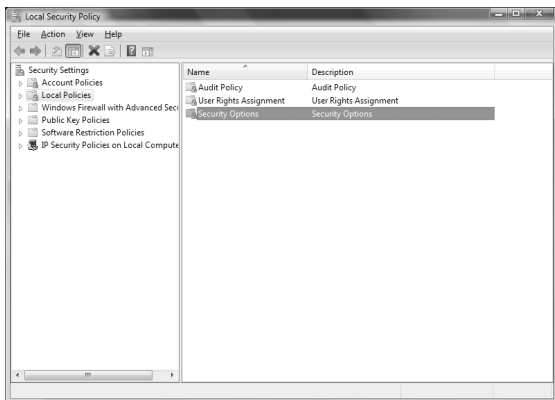 Local Security Policy
File Action View Help
Security Settings
Account Policies
Local Policies
Windows Firewall with Advanced Secu
Public Key Policies
Software Restriction Policies
IP Security Policies on Local Compute
Name Description
Audit Policy Audit Policy
User Rights Assignment User Rights Assignment
Security Options Security Options